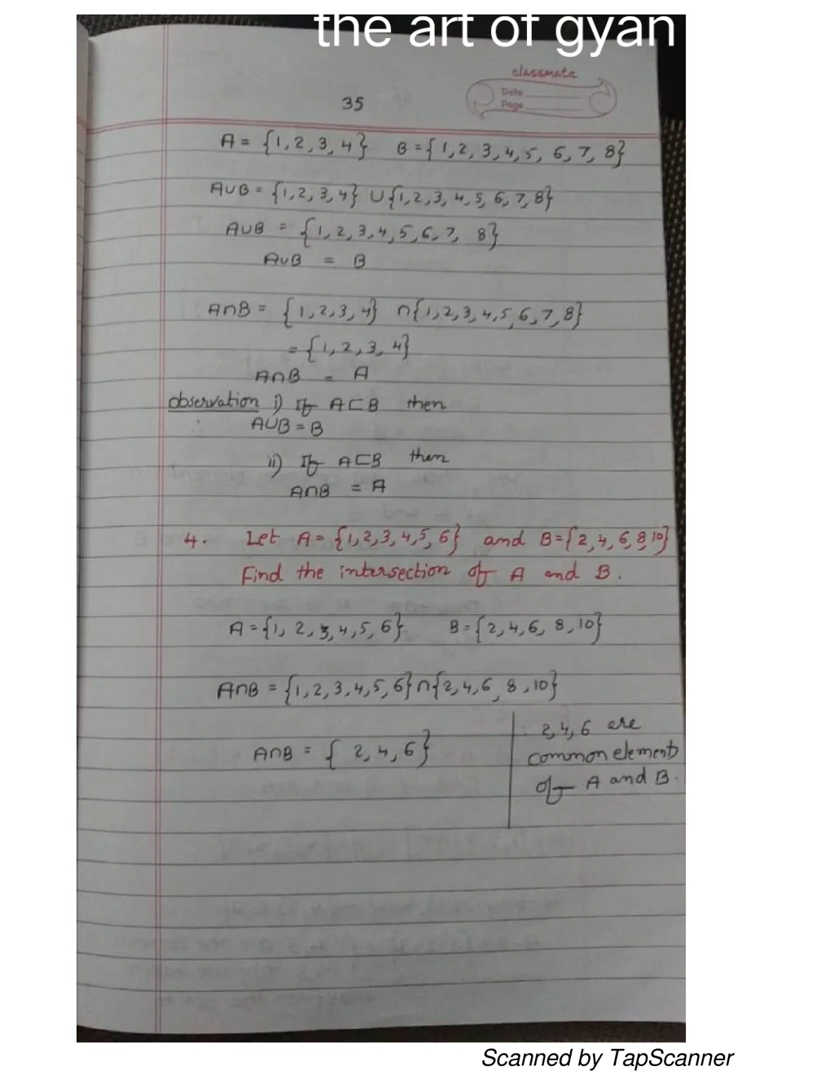 the art of gyan
classmate
Date
Page
35
A = {1, 2, 3, 4} B = {1, 2, 3, 4, 5, 6, 7, 8}
A∪B = {1, 2, 3, 4} ∪ {1, 2, 3, 4, 5, 6, 7, 8}
A∪B = {1, 2, 3, 4, 5, 6, 7, 8}
A∪B = B
A∩B = {1, 2, 3, 4} ∩ {1, 2, 3, 4, 5, 6, 7, 8}
= {1, 2, 3, 4}
A∩B = A
observation i) If A⊂B then
A∪B = B
ii) If A⊂B then
A∩B = A
4. Let A = {1, 2, 3, 4, 5, 6} and B = {2, 4, 6, 8, 10}
Find the intersection of A and B.
A = {1, 2, 3, 4, 5, 6} B = {2, 4, 6, 8, 10}
A∩B = {1, 2, 3, 4, 5, 6} ∩ {2, 4, 6, 8, 10}
A∩B = {2, 4, 6}
∴ 2, 4, 6 are
common elements
of A and B.
Scanned by TapScanner